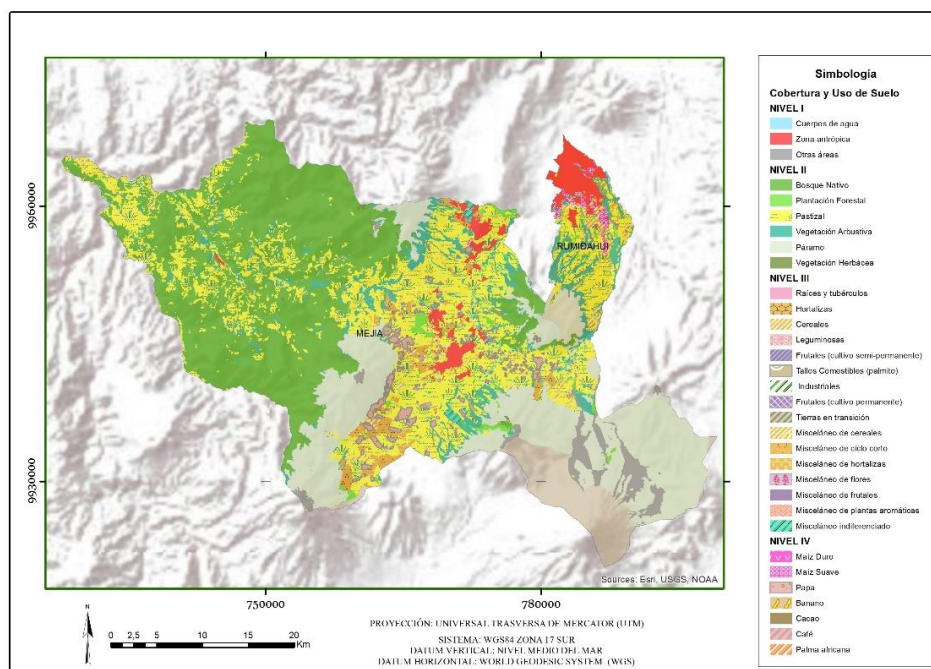 9960000
9930000
750000
780000
MEJIA
RUMIÑAHUI
Sources: Esri, USGS, NOAA
N
0 2,5 5 10 15 20
Km
PROYECCIÓN: UNIVERSAL TRASVERSA DE MERCATOR (UTM)
SISTEMA: WGS84 ZONA 17 SUR
DATUM VERTICAL: NIVEL MEDIO DEL MAR
DATUM HORIZONTAL: WORLD GEODESIC SYSTEM (WGS)
Simbología
Cobertura y Uso de Suelo
NIVEL I
Cuerpos de agua
Zona antrópica
Otras áreas
NIVEL II
Bosque Nativo
Plantación Forestal
Pastizal
Vegetación Arbustiva
Páramo
Vegetación Herbácea
NIVEL III
Raíces y tubérculos
Hortalizas
Cereales
Leguminosas
Frutales (cultivo semi-permanente)
Tallos Comestibles (palmito)
Industriales
Frutales (cultivo permanente)
Tierras en transición
Misceláneo de cereales
Misceláneo de ciclo corto
Misceláneo de hortalizas
Misceláneo de flores
Misceláneo de frutales
Misceláneo de plantas aromáticas
Misceláneo indiferenciado
NIVEL IV
Maíz Duro
Maíz Suave
Papa
Banano
Cacao
Café
Palma africana